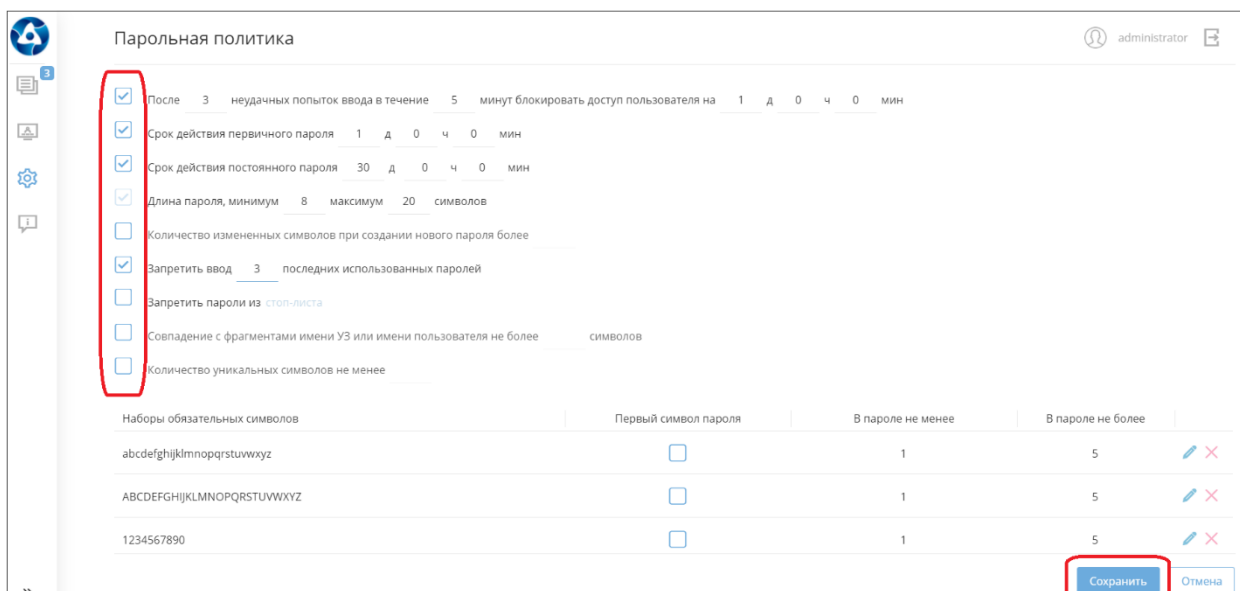 Парольная политика
administrator
3
После 3 неудачных попыток ввода в течение 5 минут блокировать доступ пользователя на 1 д 0 ч 0 мин
Срок действия первичного пароля 1 д 0 ч 0 мин
Срок действия постоянного пароля 30 д 0 ч 0 мин
Длина пароля, минимум 8 максимум 20 символов
Количество измененных символов при создании нового пароля более
Запретить ввод 3 последних использованных паролей
Запретить пароли из стоп-листа
Совпадение с фрагментами имени УЗ или имени пользователя не более символов
Количество уникальных символов не менее
Наборы обязательных символов Первый символ пароля В пароле не менее В пароле не более
abcdefghijklmnopqrstuvwxyz 1 5
ABCDEFGHIJKLMNOPQRSTUVWXYZ 1 5
1234567890 1 5
Сохранить Отмена